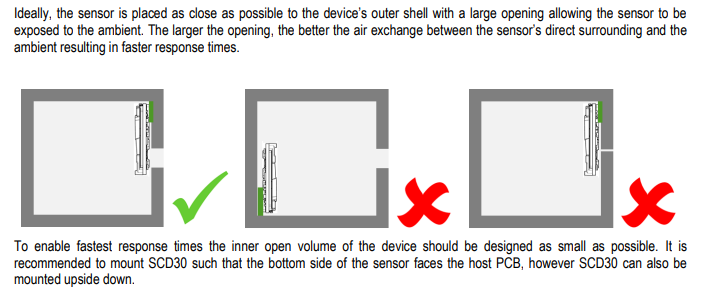 Ideally, the sensor is placed as close as possible to the device's outer shell with a large opening allowing the sensor to be
exposed to the ambient. The larger the opening, the better the air exchange between the sensor's direct surrounding and the
ambient resulting in faster response times.
To enable fastest response times the inner open volume of the device should be designed as small as possible. It is
recommended to mount SCD30 such that the bottom side of the sensor faces the host PCB, however SCD30 can also be
mounted upside down.